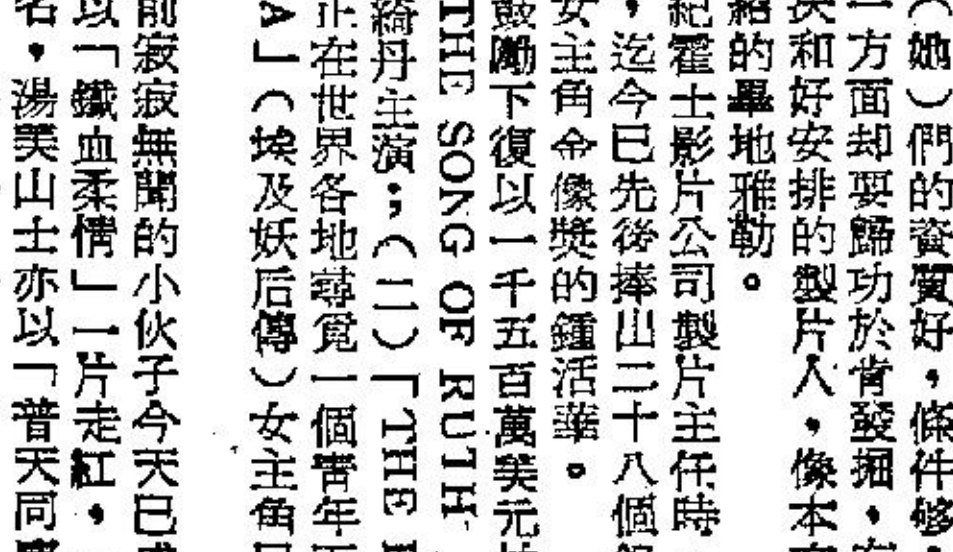 （她）們的資質好，條件够，
一方面却要歸功於肯發掘，
決和好安排的製片人，像本
紹的畢地雅勒。
紀霍士影片公司製片主任時
，迄今已先後捧出二十八個
女主角金像獎的鍾活華。
鼓勵下復以一千五百萬美元
THE SONG OF RUTH
綺丹主演；（二）「THE
正在世界各地尋覓一個青年
A」（埃及妖后傳）女主角
前寂寂無聞的小伙子今天已
以「鐵血柔情」一片走紅，
名，湯美山士亦以「普天同慶